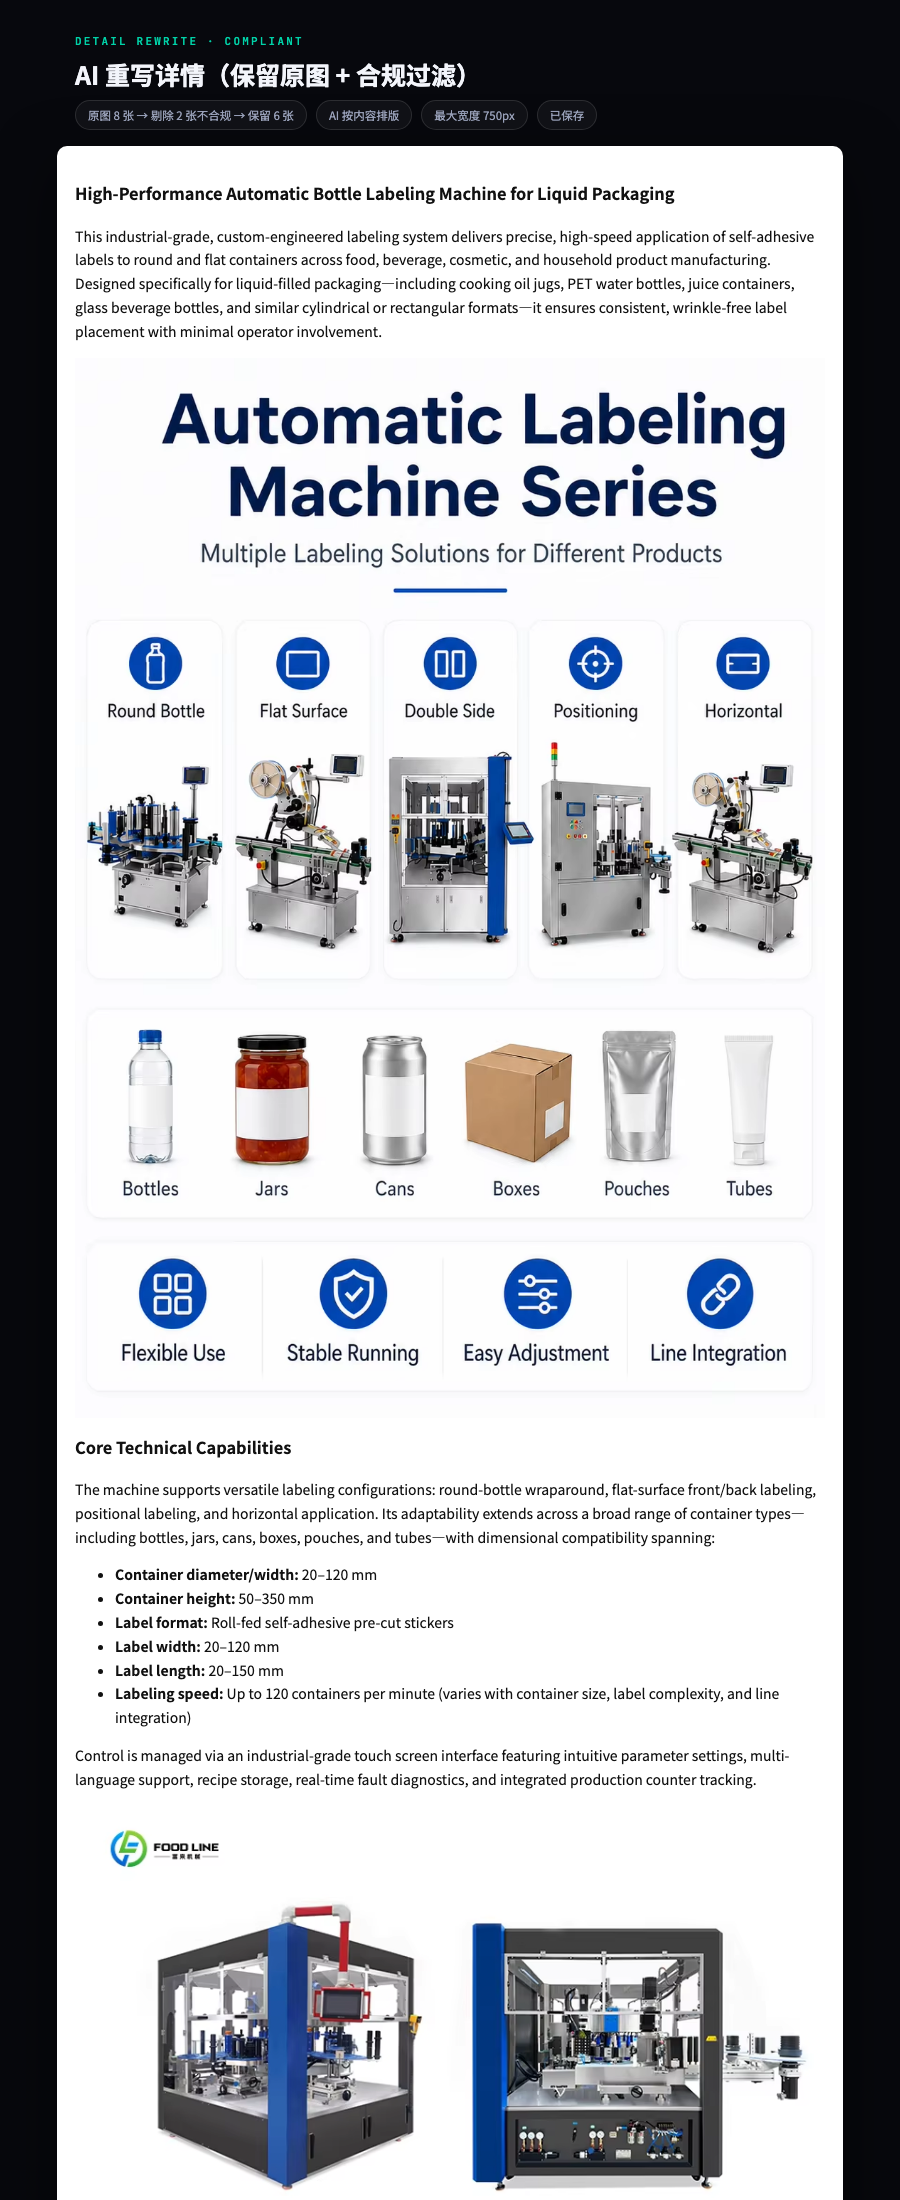 DETAIL REWRITE · COMPLIANT
AI 重写详情（保留原图 + 合规过滤）
原图 8 张 → 剔除 2 张不合规 → 保留 6 张
AI 按内容排版
最大宽度 750px
已保存
High-Performance Automatic Bottle Labeling Machine for Liquid Packaging
This industrial-grade, custom-engineered labeling system delivers precise, high-speed application of self-adhesive
labels to round and flat containers across food, beverage, cosmetic, and household product manufacturing.
Designed specifically for liquid-filled packaging—including cooking oil jugs, PET water bottles, juice containers,
glass beverage bottles, and similar cylindrical or rectangular formats—it ensures consistent, wrinkle-free label
placement with minimal operator involvement.
Automatic Labeling
Machine Series
Multiple Labeling Solutions for Different Products
Round Bottle
Flat Surface
Double Side
Positioning
Horizontal
Bottles
Jars
Cans
Boxes
Pouches
Tubes
Flexible Use
Stable Running
Easy Adjustment
Line Integration
Core Technical Capabilities
The machine supports versatile labeling configurations: round-bottle wraparound, flat-surface front/back labeling,
positional labeling, and horizontal application. Its adaptability extends across a broad range of container types—
including bottles, jars, cans, boxes, pouches, and tubes—with dimensional compatibility spanning:
• Container diameter/width: 20–120 mm
• Container height: 50–350 mm
• Label format: Roll-fed self-adhesive pre-cut stickers
• Label width: 20–120 mm
• Label length: 20–150 mm
• Labeling speed: Up to 120 containers per minute (varies with container size, label complexity, and line
integration)
Control is managed via an industrial-grade touch screen interface featuring intuitive parameter settings, multi-
language support, recipe storage, real-time fault diagnostics, and integrated production counter tracking.
FOOD LINE
富来机械